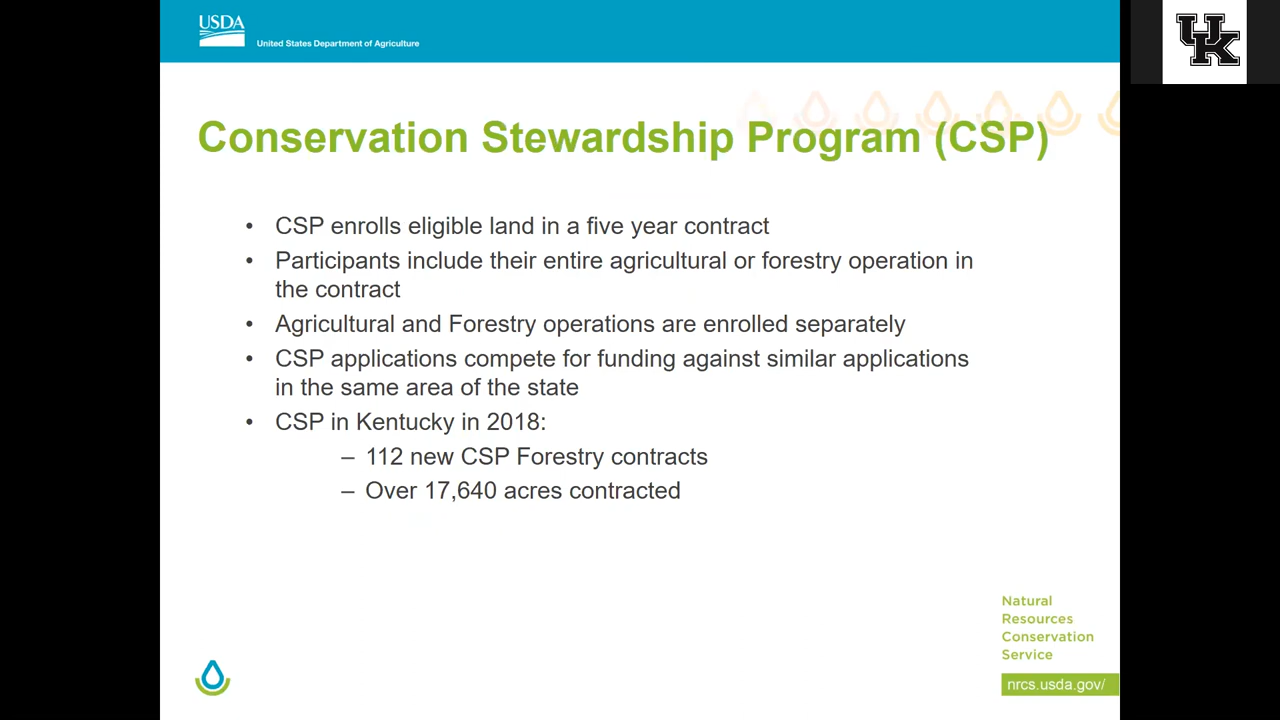 USDA
United States Department of Agriculture
UK
Conservation Stewardship Program (CSP)
• CSP enrolls eligible land in a five year contract
• Participants include their entire agricultural or forestry operation in
the contract
• Agricultural and Forestry operations are enrolled separately
• CSP applications compete for funding against similar applications
in the same area of the state
• CSP in Kentucky in 2018:
– 112 new CSP Forestry contracts
– Over 17,640 acres contracted
Natural
Resources
Conservation
Service
nrcs.usda.gov/